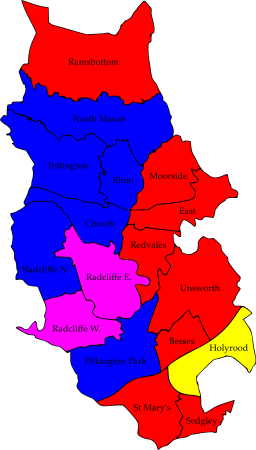 Ramsbottom
North Manor
Tottington
Elton
Moorside
East
Church
Redvales
Radcliffe N.
Radcliffe E.
Unsworth
Radcliffe W.
Besses
Holyrood
Pilkington Park
St Mary's
Sedgley